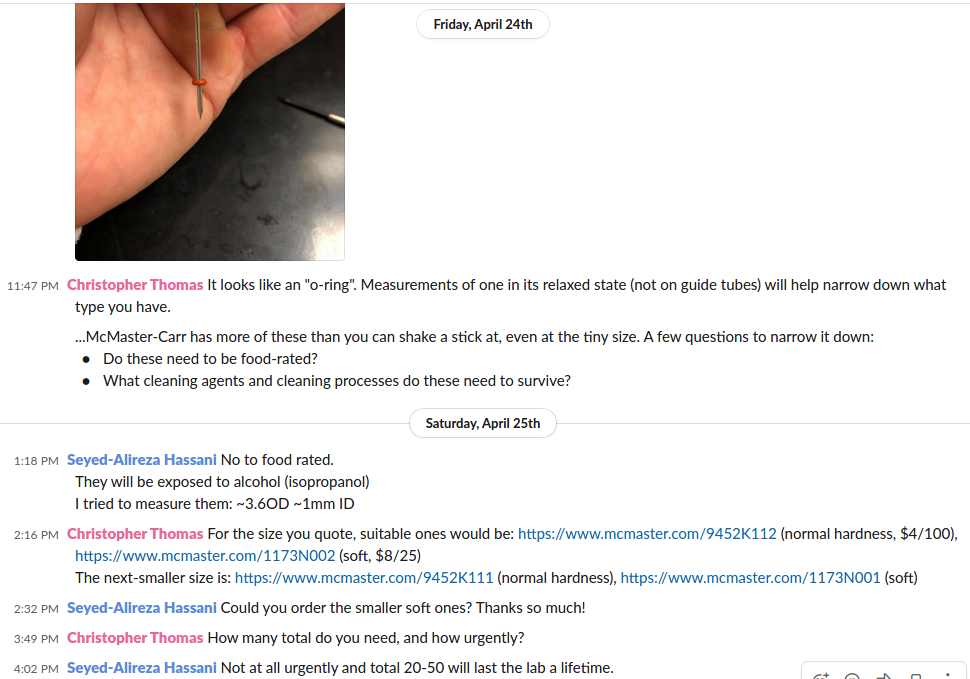 Friday, April 24th
11:47 PM Christopher Thomas It looks like an "o-ring". Measurements of one in its relaxed state (not on guide tubes) will help narrow down what
type you have.
...McMaster-Carr has more of these than you can shake a stick at, even at the tiny size. A few questions to narrow it down:
● Do these need to be food-rated?
● What cleaning agents and cleaning processes do these need to survive?
Saturday, April 25th
1:18 PM Seyed-Alireza Hassani No to food rated.
They will be exposed to alcohol (isopropanol)
I tried to measure them: ~3.6OD ~1mm ID
2:16 PM Christopher Thomas For the size you quote, suitable ones would be: https://www.mcmaster.com/9452K112 (normal hardness, $4/100),
https://www.mcmaster.com/1173N002 (soft, $8/25)
The next-smaller size is: https://www.mcmaster.com/9452K111 (normal hardness), https://www.mcmaster.com/1173N001 (soft)
2:32 PM Seyed-Alireza Hassani Could you order the smaller soft ones? Thanks so much!
3:49 PM Christopher Thomas How many total do you need, and how urgently?
4:02 PM Seyed-Alireza Hassani Not at all urgently and total 20-50 will last the lab a lifetime.